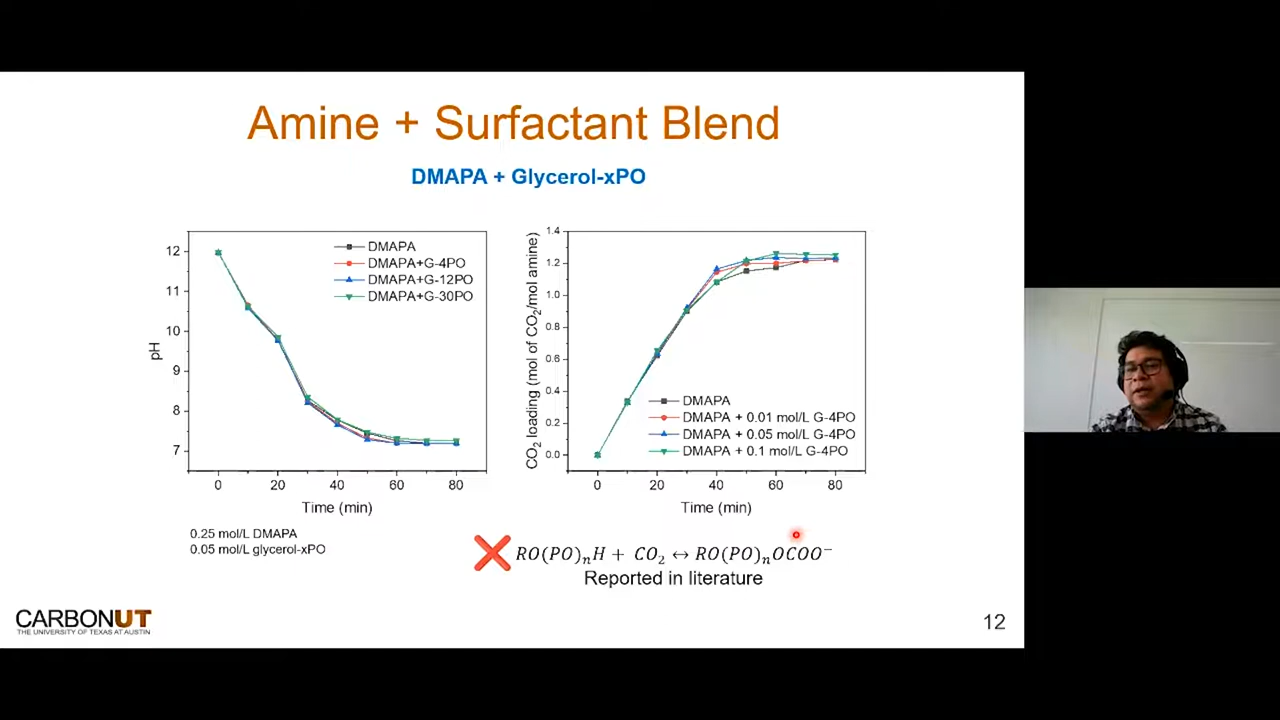 Amine + Surfactant Blend
DMAPA + Glycerol-xPO
12
11
10
9
8
7
pH
DMAPA
DMAPA+G-4PO
DMAPA+G-12PO
DMAPA+G-30PO
0 20 40 60 80
Time (min)
0.25 mol/L DMAPA
0.05 mol/L glycerol-xPO
1.4
1.2
1.0
0.8
0.6
0.4
0.2
0.0
CO₂ loading (mol of CO₂/mol amine)
DMAPA
DMAPA + 0.01 mol/L G-4PO
DMAPA + 0.05 mol/L G-4PO
DMAPA + 0.1 mol/L G-4PO
0 20 40 60 80
Time (min)
RO(PO)ₙH + CO₂ ↔ RO(PO)ₙOCOO⁻
Reported in literature
CARBONUT
THE UNIVERSITY OF TEXAS AT AUSTIN
12